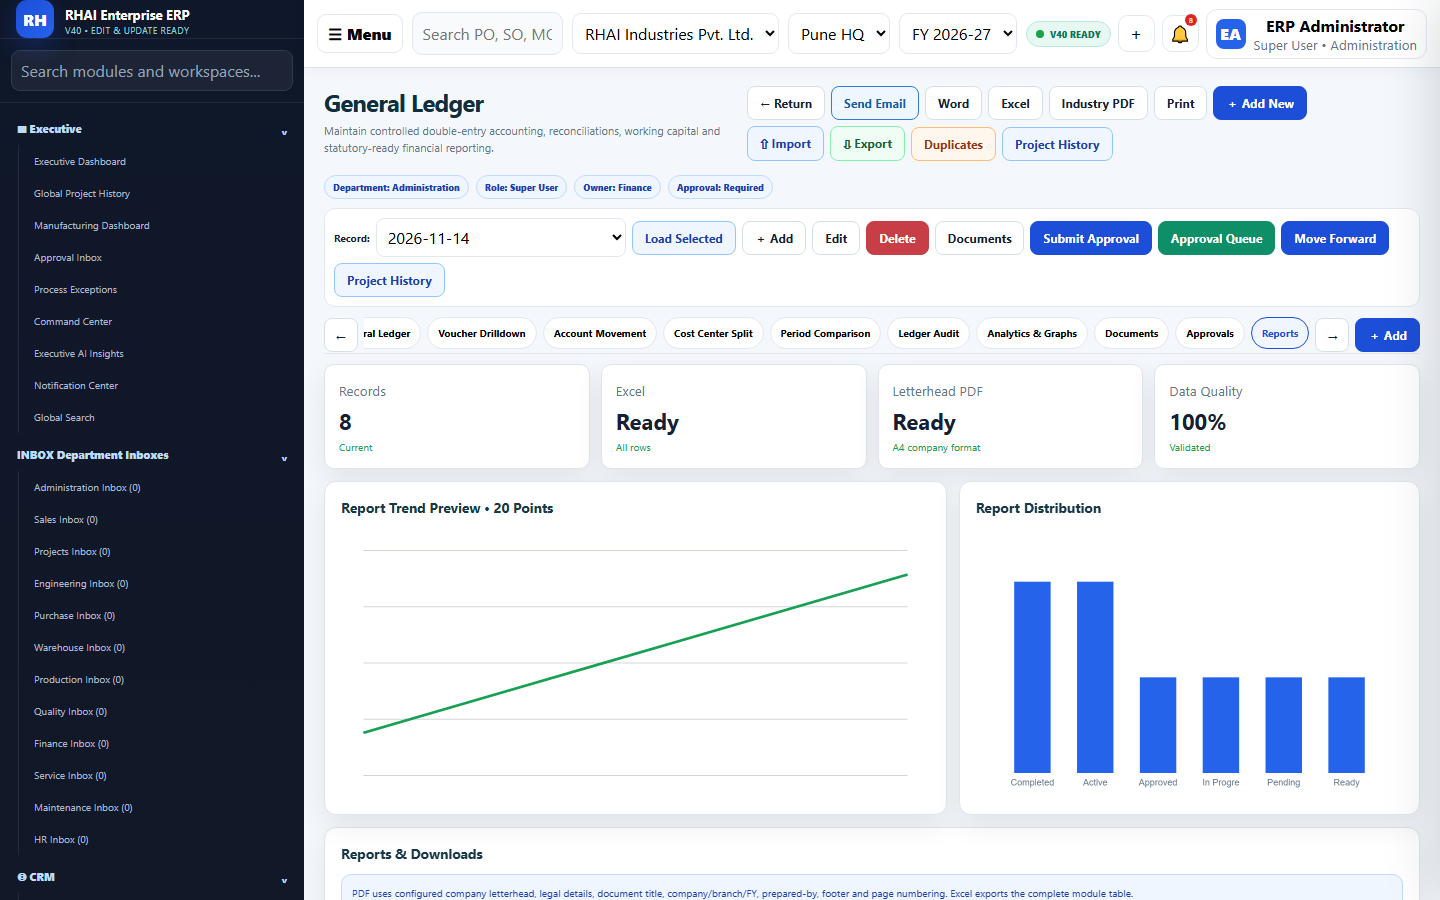 RH
RHAI Enterprise ERP
V40 • EDIT & UPDATE READY
Search modules and workspaces...
Executive
Executive Dashboard
Global Project History
Manufacturing Dashboard
Approval Inbox
Process Exceptions
Command Center
Executive AI Insights
Notification Center
Global Search
INBOX Department Inboxes
Administration Inbox (0)
Sales Inbox (0)
Projects Inbox (0)
Engineering Inbox (0)
Purchase Inbox (0)
Warehouse Inbox (0)
Production Inbox (0)
Quality Inbox (0)
Finance Inbox (0)
Service Inbox (0)
Maintenance Inbox (0)
HR Inbox (0)
CRM
☰ Menu
Search PO, SO, MO
RHAI Industries Pvt. Ltd.
Pune HQ
FY 2026-27
V40 READY
+
8
EA
ERP Administrator
Super User • Administration
General Ledger
Maintain controlled double-entry accounting, reconciliations, working capital and
statutory-ready financial reporting.
← Return
Send Email
Word
Excel
Industry PDF
Print
+ Add New
⇧ Import
⇩ Export
Duplicates
Project History
Department: Administration
Role: Super User
Owner: Finance
Approval: Required
Record:
2026-11-14
Load Selected
+ Add
Edit
Delete
Documents
Submit Approval
Approval Queue
Move Forward
Project History
←
ral Ledger
Voucher Drilldown
Account Movement
Cost Center Split
Period Comparison
Ledger Audit
Analytics & Graphs
Documents
Approvals
Reports
→
+ Add
Records
8
Current
Excel
Ready
All rows
Letterhead PDF
Ready
A4 company format
Data Quality
100%
Validated
Report Trend Preview • 20 Points
Report Distribution
Completed
Active
Approved
In Progre
Pending
Ready
Reports & Downloads
PDF uses configured company letterhead, legal details, document title, company/branch/FY, prepared-by, footer and page numbering. Excel exports the complete module table.